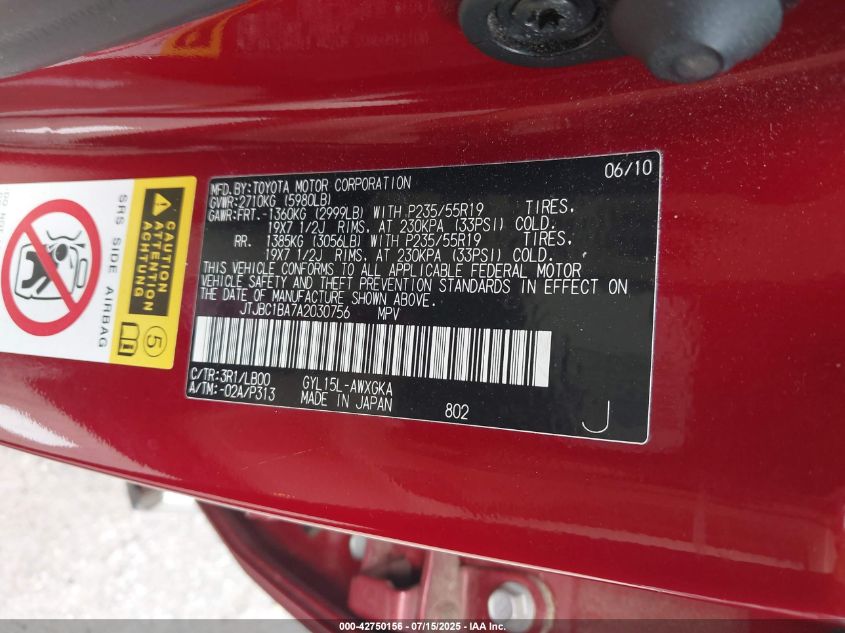 06/10
MFD.BY:TOYOTA MOTOR CORPORATION
GVWR:2710KG (5980LB)
GAWR:FRT.-1360KG (2999LB) WITH P235/55R19 TIRES,
19X7 1/2J RIMS, AT 230KPA (33PSI) COLD.
RR. 1385KG (3056LB) WITH P235/55R19 TIRES,
19X7 1/2J RIMS, AT 230KPA (33PSI) COLD.
THIS VEHICLE CONFORMS TO ALL APPLICABLE FEDERAL MOTOR
VEHICLE SAFETY AND THEFT PREVENTION STANDARDS IN EFFECT ON
THE DATE OF MANUFACTURE SHOWN ABOVE.
JTJBC1BA7A2030756 MPV
C/TR:3R1/LB00 GYL15L-AWXGKA
A/TM:-02A/P313 MADE IN JAPAN 802 J
CAUTION
ATTENTION
ACHTUNG
SRS SIDE AIRBAG
5
000-42750156 - 07/15/2025 - IAA Inc.